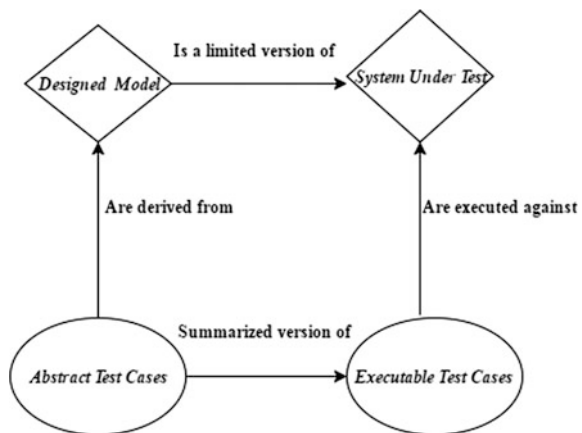 Is a limited version of
Designed Model
System Under Test
Are derived from
Are executed against
Summarized version of
Abstract Test Cases
Executable Test Cases